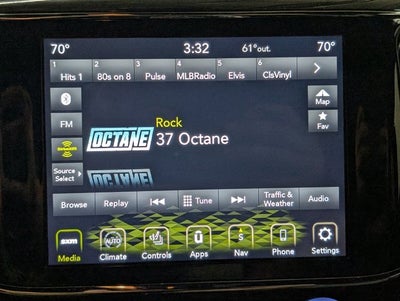 70° 3:32 61°out. 70°
1 2 3 4 5 6
Hits 1 80s on 8 Pulse MLBRadio Elvis ClsVinyl
Map
FM
Fav
SiriusXM
OCTANE
Rock
37 Octane
Source
Select
Browse Replay Tune Traffic & Weather Audio
sxm AUTO S
Media Climate Controls Apps Nav Phone Settings